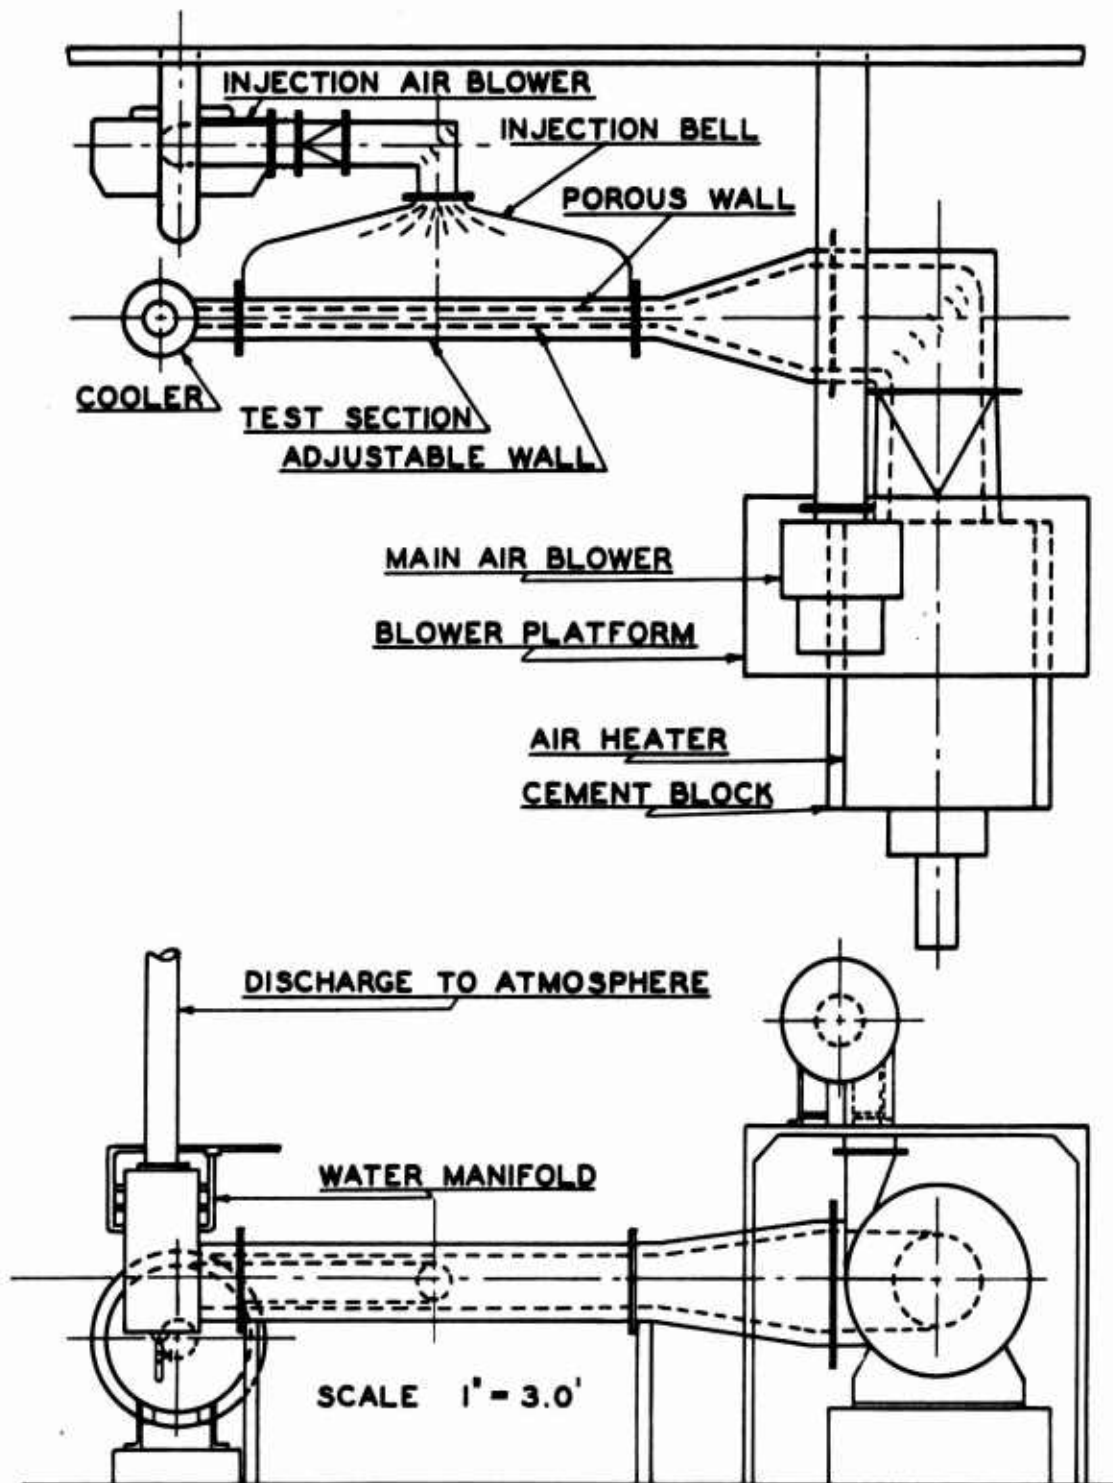 INJECTION AIR BLOWER
INJECTION BELL
POROUS WALL
COOLER
TEST SECTION
ADJUSTABLE WALL
MAIN AIR BLOWER
BLOWER PLATFORM
AIR HEATER
CEMENT BLOCK
DISCHARGE TO ATMOSPHERE
WATER MANIFOLD
SCALE 1" = 3.0'